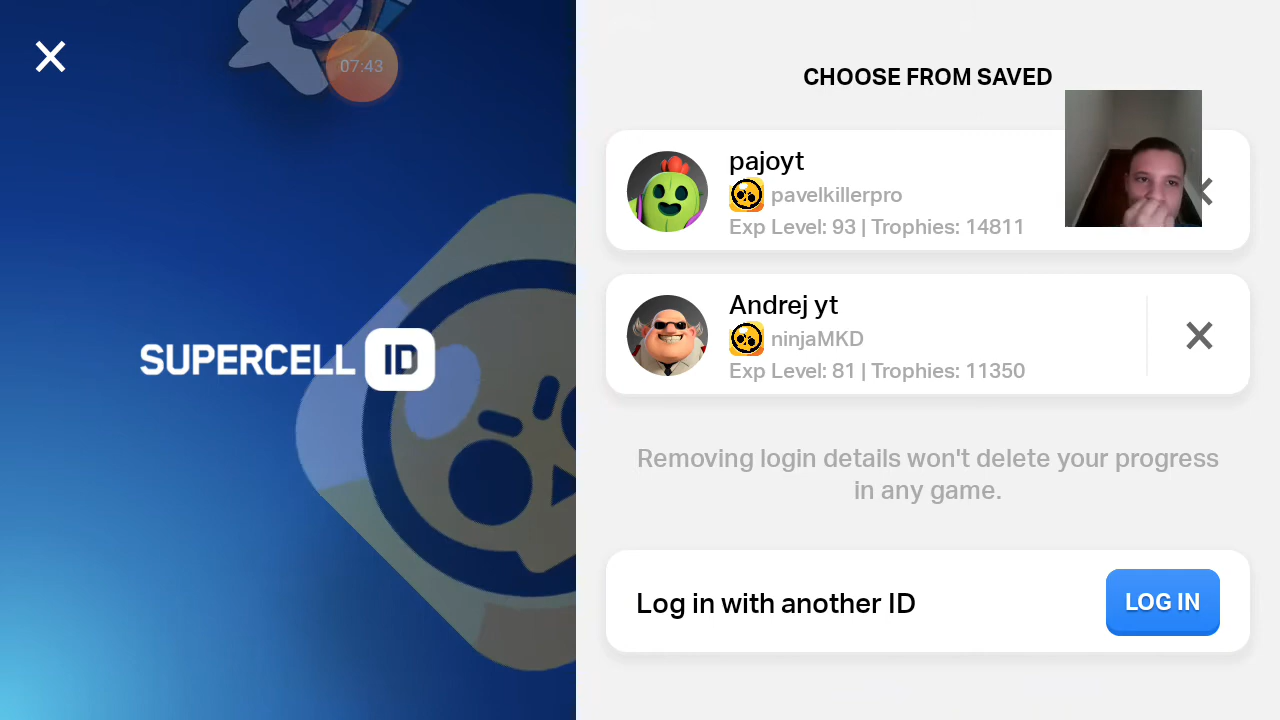 07:43
SUPERCELL ID
CHOOSE FROM SAVED
pajoyt
pavelkillerpro
Exp Level: 93 | Trophies: 14811
Andrej yt
ninjaMKD
Exp Level: 81 | Trophies: 11350
Removing login details won't delete your progress
in any game.
Log in with another ID
LOG IN